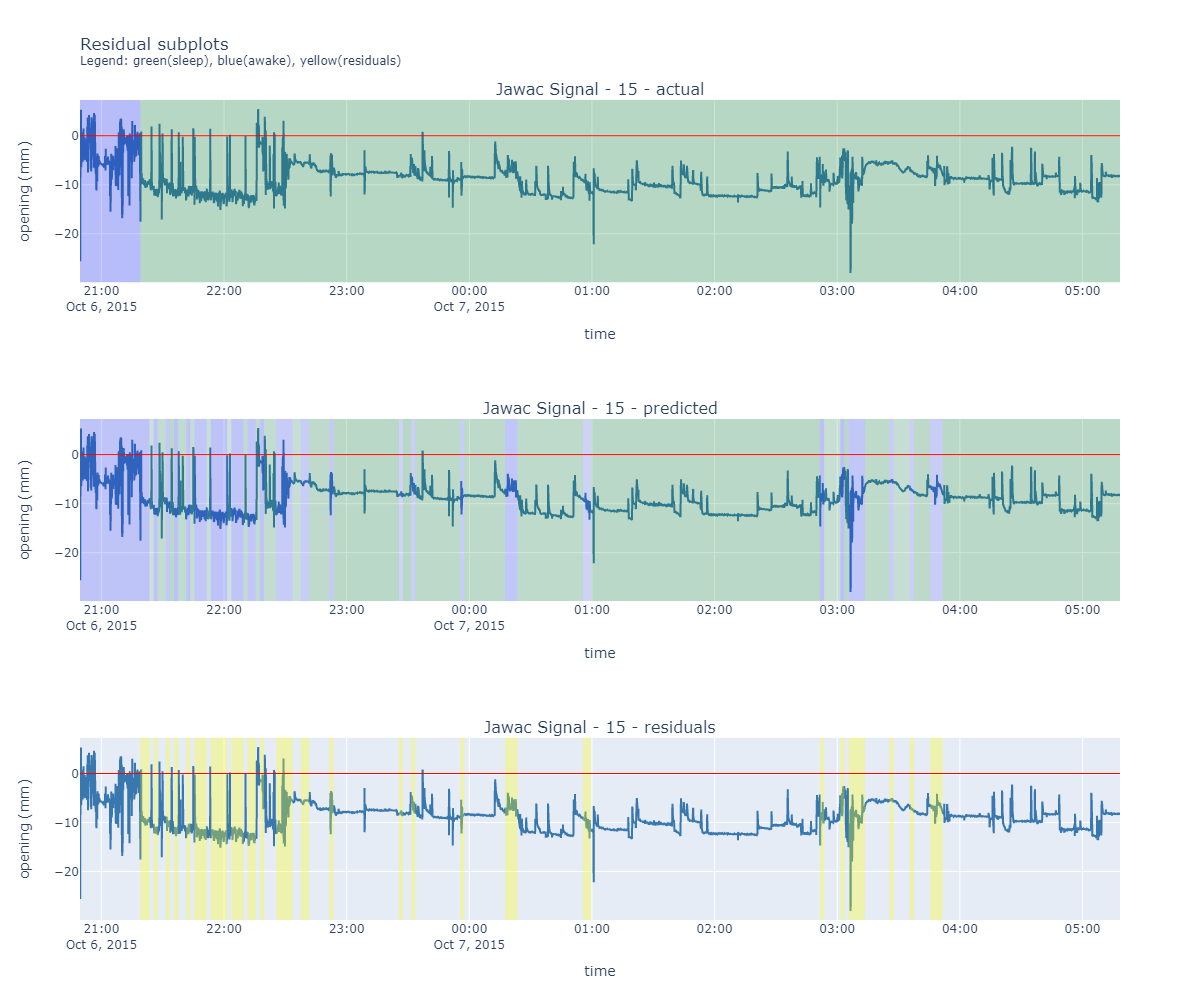 Residual subplots
Legend: green(sleep), blue(awake), yellow(residuals)
Jawac Signal - 15 - actual
opening (mm)
0
−10
−20
21:00 22:00 23:00 00:00 01:00 02:00 03:00 04:00 05:00
Oct 6, 2015 Oct 7, 2015
time
Jawac Signal - 15 - predicted
opening (mm)
0
−10
−20
21:00 22:00 23:00 00:00 01:00 02:00 03:00 04:00 05:00
Oct 6, 2015 Oct 7, 2015
time
Jawac Signal - 15 - residuals
opening (mm)
0
−10
−20
21:00 22:00 23:00 00:00 01:00 02:00 03:00 04:00 05:00
Oct 6, 2015 Oct 7, 2015
time